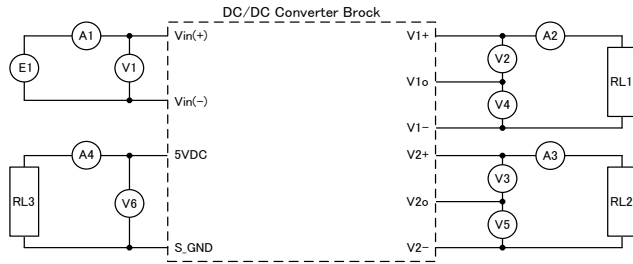 DC/DC Converter Brock
A1 Vin(+) V1+ A2
E1 V1 V2
V1o RL1
Vin(-) V4
V1-
A4 5VDC V2+ A3
V3
RL3 V6 V2o RL2
V5
S_GND V2-